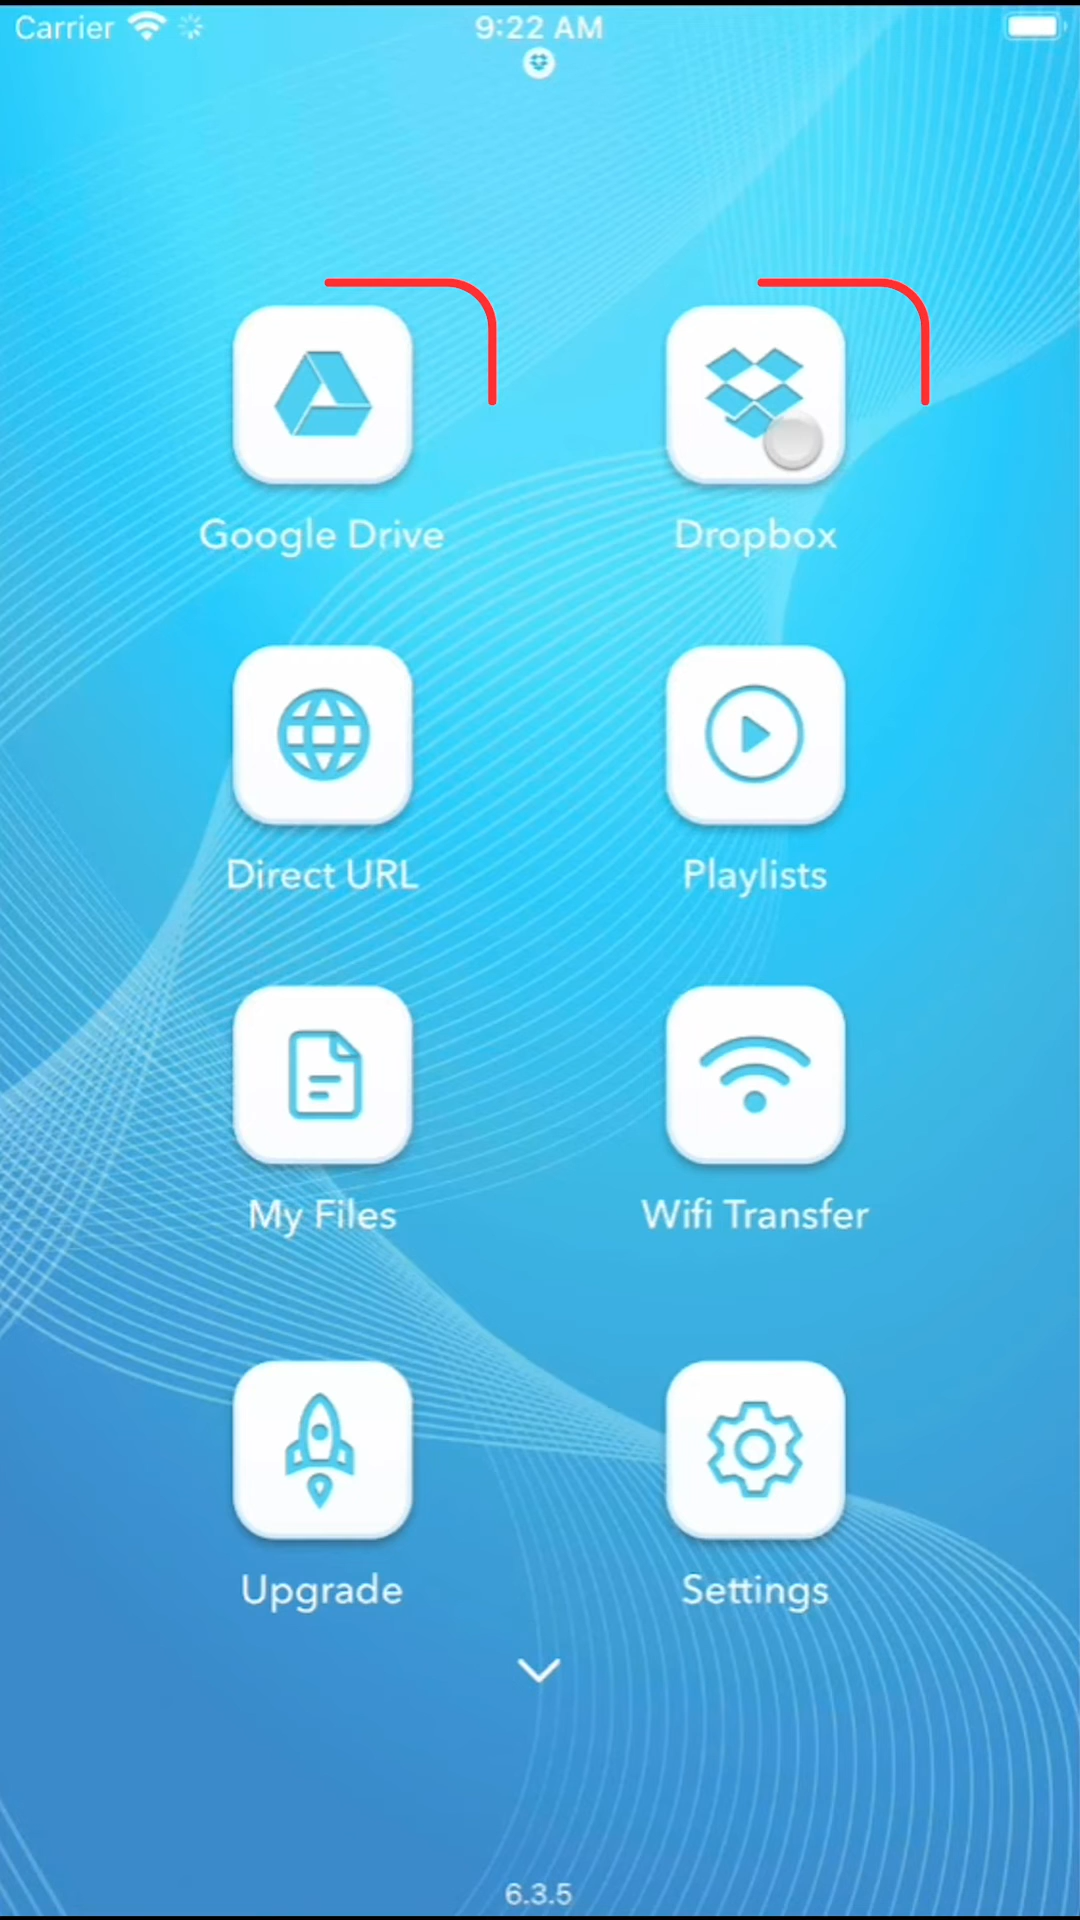 Carrier 9:22 AM
Google Drive Dropbox
Direct URL Playlists
My Files Wifi Transfer
Upgrade Settings
6.3.5